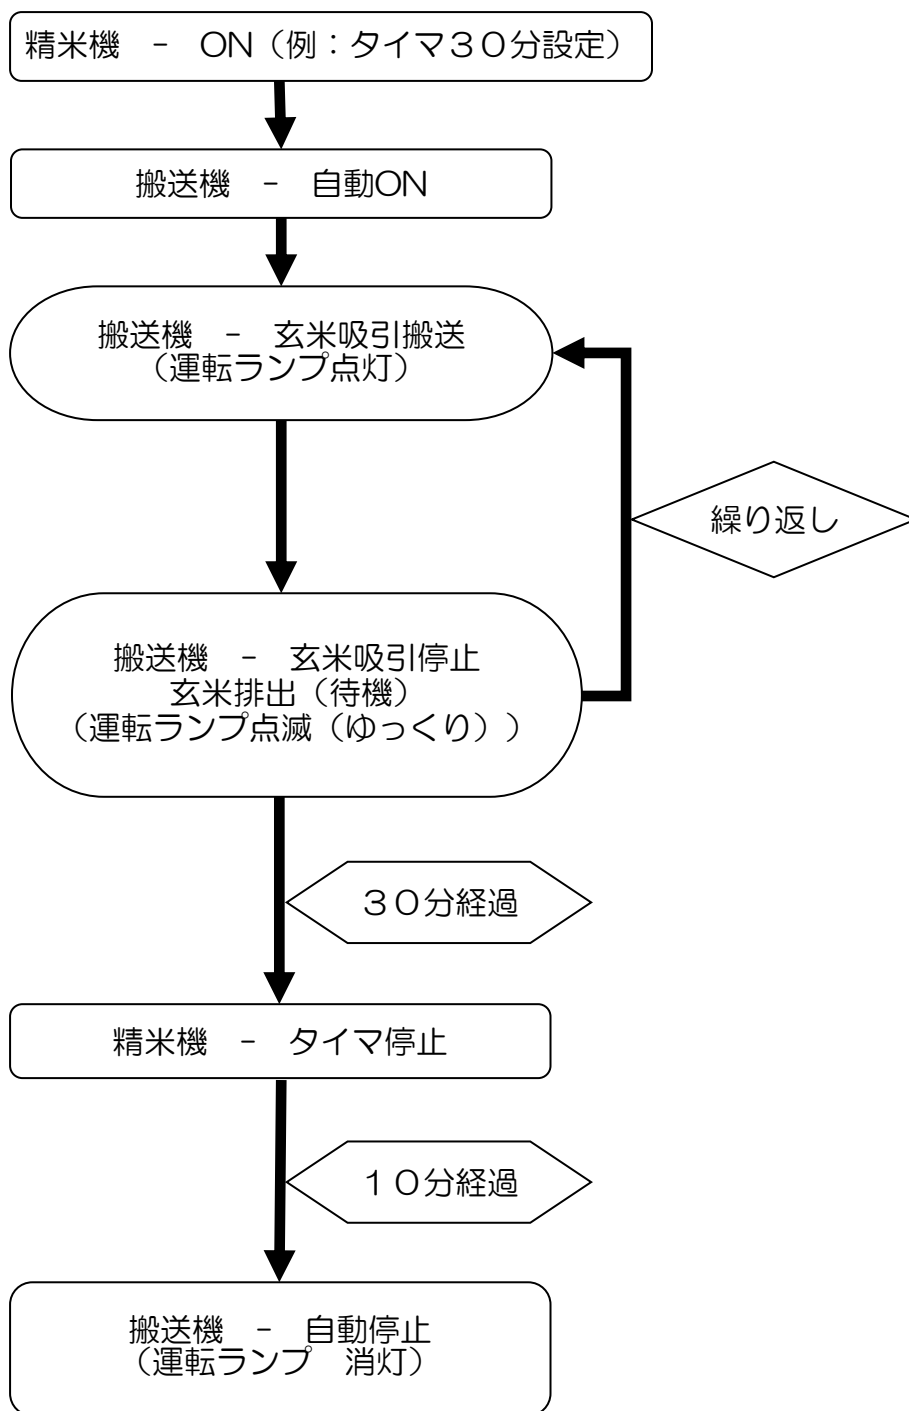 精米機　-　ON（例：タイマ３０分設定）
搬送機　-　自動ON
搬送機　-　玄米吸引搬送
（運転ランプ点灯）
繰り返し
搬送機　-　玄米吸引停止
玄米排出（待機）
（運転ランプ点滅（ゆっくり））
３０分経過
精米機　-　タイマ停止
１０分経過
搬送機　-　自動停止
（運転ランプ　消灯）